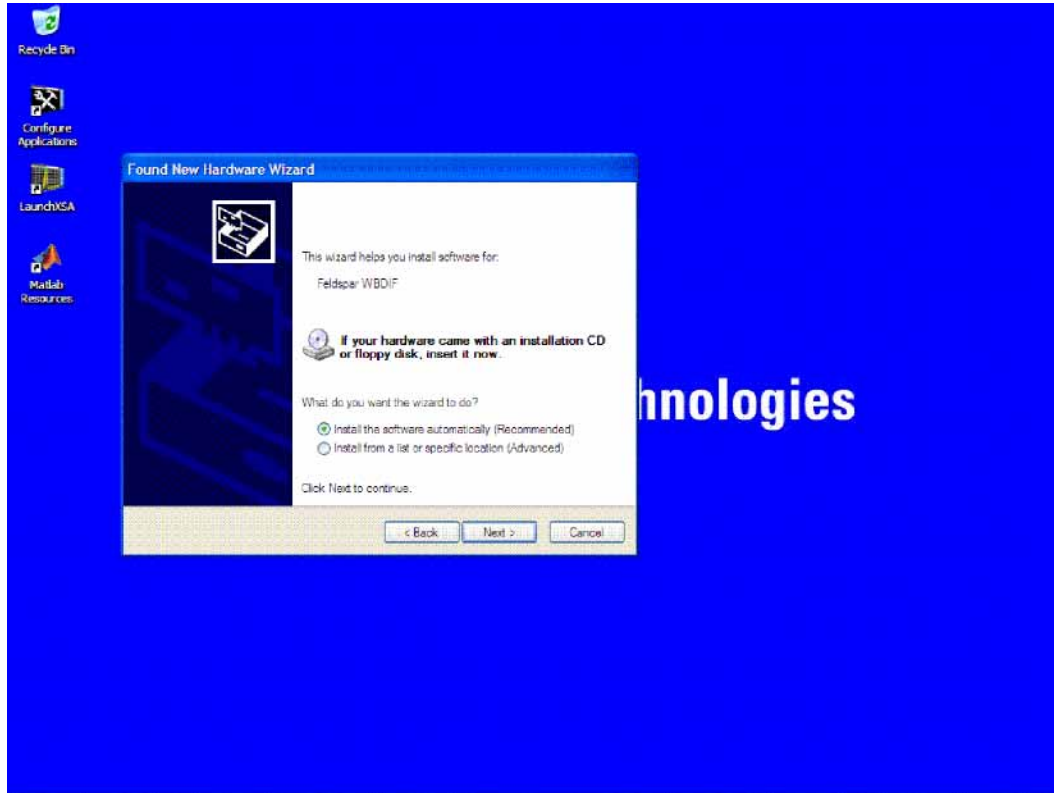 Recycle Bin
Configure
Applications
LaunchXSA
Matlab
Resources
Found New Hardware Wizard
This wizard helps you install software for:
Feldspar WBDIF
If your hardware came with an installation CD
or floppy disk, insert it now.
What do you want the wizard to do?
Install the software automatically (Recommended)
Install from a list or specific location (Advanced)
Click Next to continue.
< Back
Next >
Cancel
hnologies